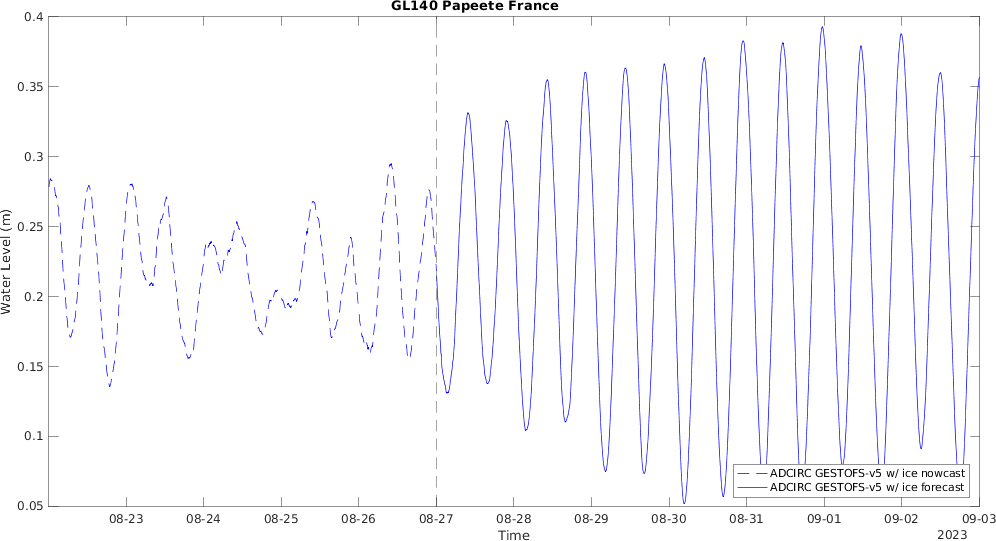 GL140 Papeete France
0.4
0.35
0.3
0.25
0.2
0.15
0.1
0.05
Water Level (m)
ADCIRC GESTOFS-v5 w/ ice nowcast
ADCIRC GESTOFS-v5 w/ ice forecast
08-23 08-24 08-25 08-26 08-27 08-28 08-29 08-30 08-31 09-01 09-02 09-03
Time
2023